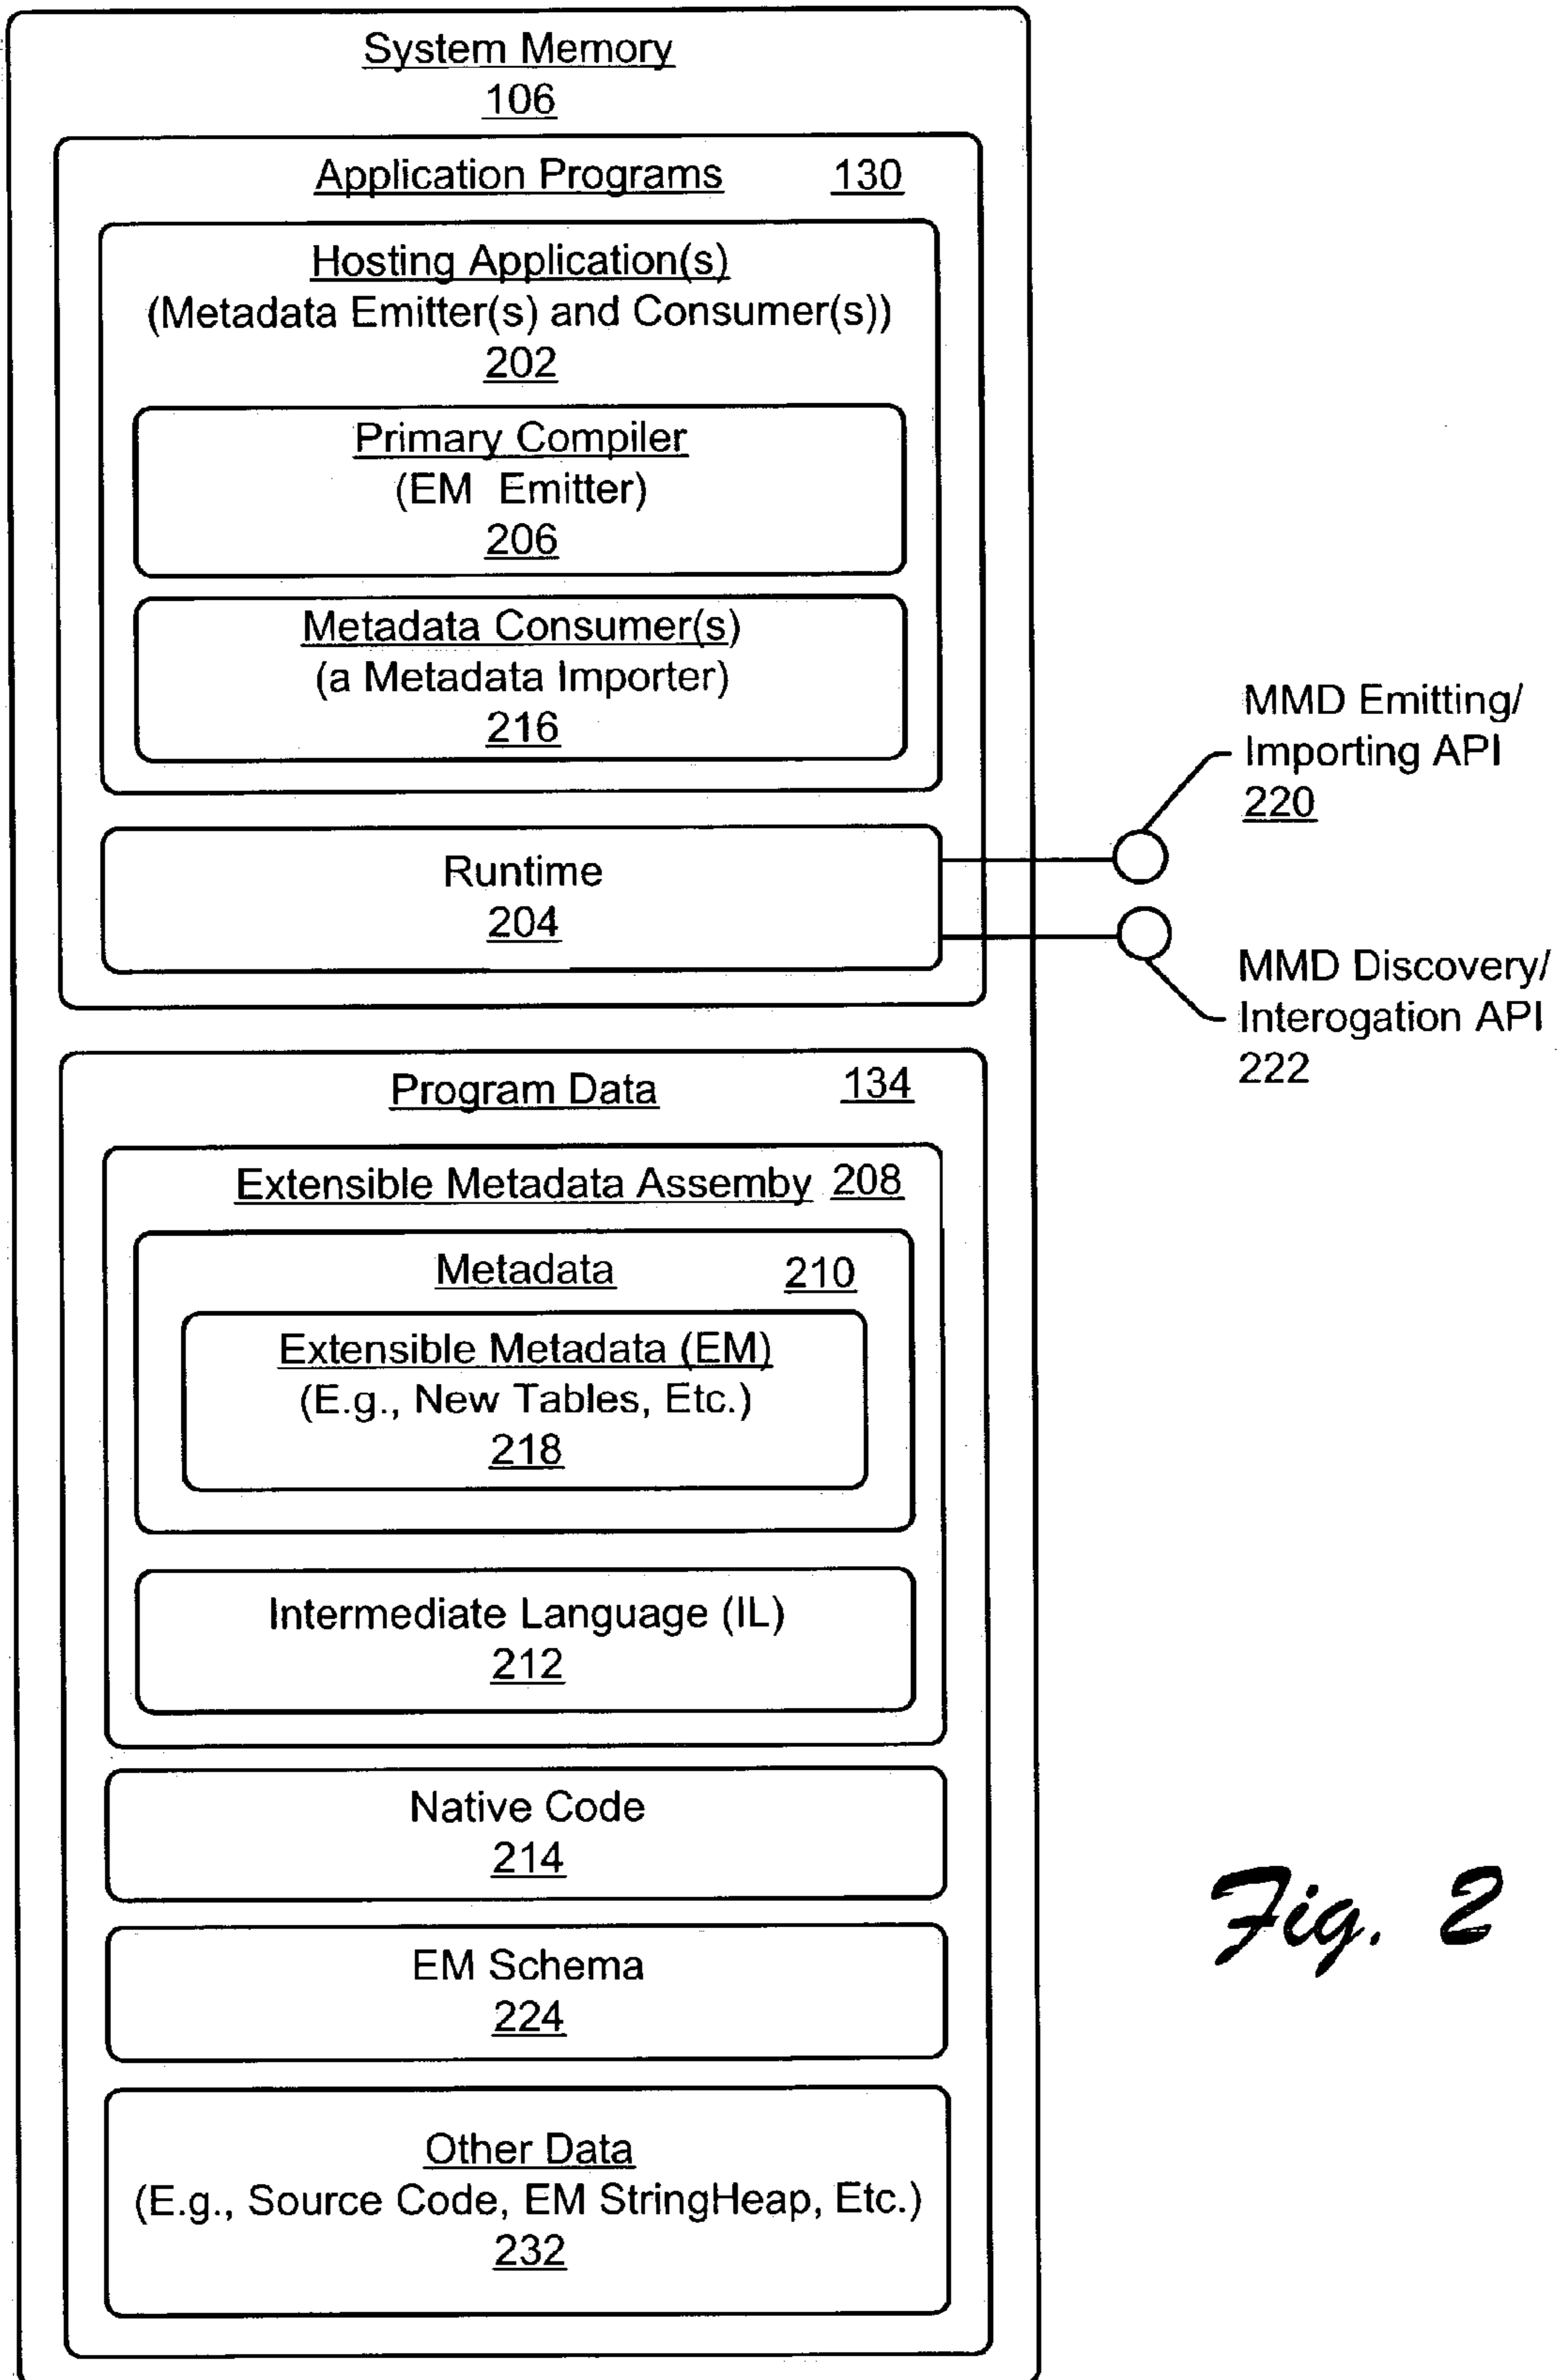 System Memory
106
Application Programs 130
Hosting Application(s)
(Metadata Emitter(s) and Consumer(s))
202
Primary Compiler
(EM Emitter)
206
Metadata Consumer(s)
(a Metadata Importer)
216
Runtime
204
MMD Emitting/
Importing API
220
MMD Discovery/
Interogation API
222
Program Data 134
Extensible Metadata Assemby 208
Metadata 210
Extensible Metadata (EM)
(E.g., New Tables, Etc.)
218
Intermediate Language (IL)
212
Native Code
214
EM Schema
224
Other Data
(E.g., Source Code, EM StringHeap, Etc.)
232
Fig. 2